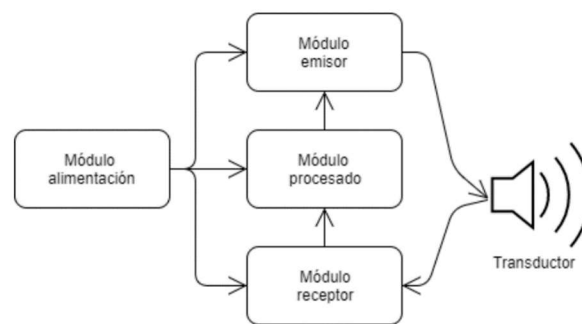 Módulo
emisor
Módulo
alimentación
Módulo
procesado
Módulo
receptor
Transductor